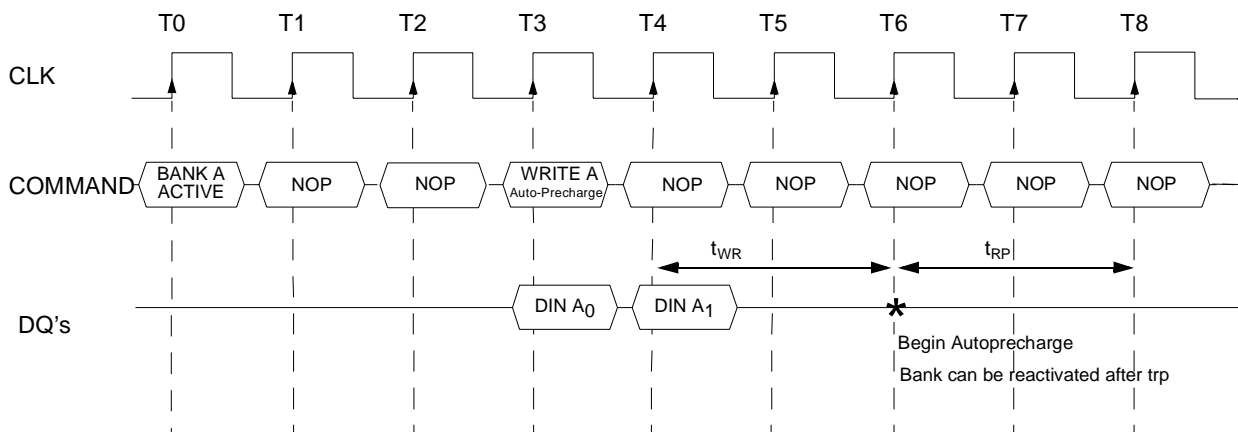 T0 T1 T2 T3 T4 T5 T6 T7 T8
CLK
COMMAND BANK A ACTIVE NOP NOP WRITE A Auto-Precharge NOP NOP NOP NOP NOP
tWR tRP
DQ's DIN A0 DIN A1 *
Begin Autoprecharge
Bank can be reactivated after trp